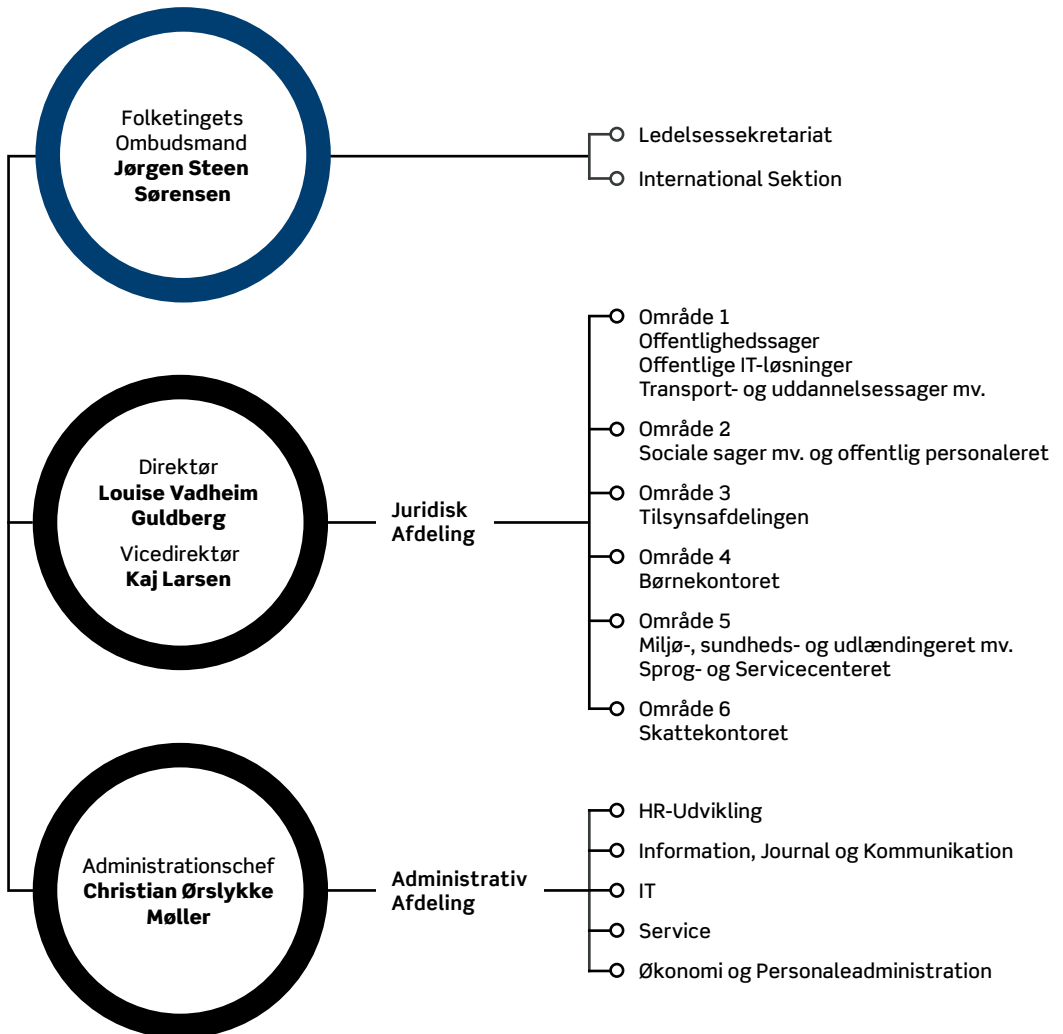 Folketingets
Ombudsmand
Jørgen Steen
Sørensen
Ledelsessekretariat
International Sektion
Direktør
Louise Vadheim
Guldberg
Vicedirektør
Kaj Larsen
Juridisk
Afdeling
Område 1
Offentlighedssager
Offentlige IT-løsninger
Transport- og uddannelsessager mv.
Område 2
Sociale sager mv. og offentlig personaleret
Område 3
Tilsynsafdelingen
Område 4
Børnekontoret
Område 5
Miljø-, sundheds- og udlændingeret mv.
Sprog- og Servicecenteret
Område 6
Skattekontoret
Administrationschef
Christian Ørslykke
Møller
Administrativ
Afdeling
HR-Udvikling
Information, Journal og Kommunikation
IT
Service
Økonomi og Personaleadministration